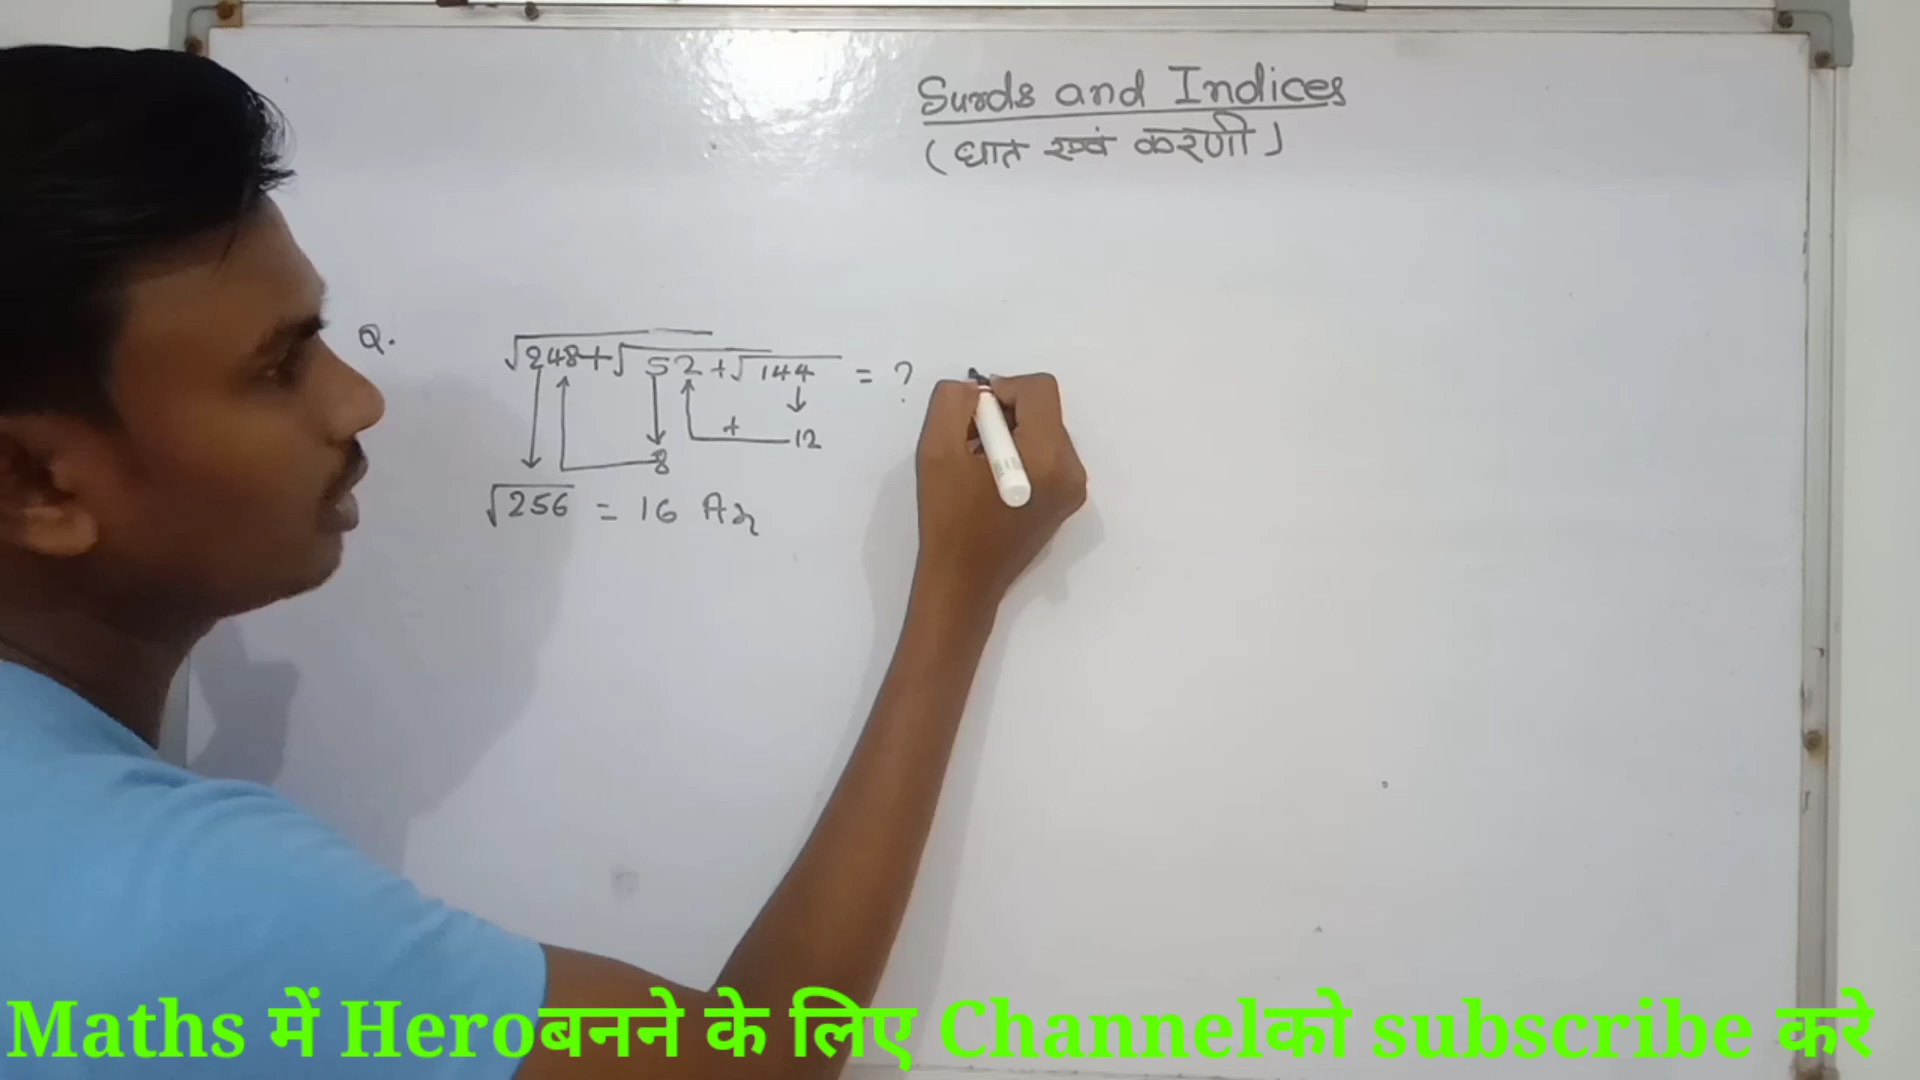 Surds and Indices
(घात एवं करणी)
Q.
√248+√52+√144 = ?
+
12
8
√256 = 16 Ans
Maths में Heroबनने के लिए Channelको subscribe करे